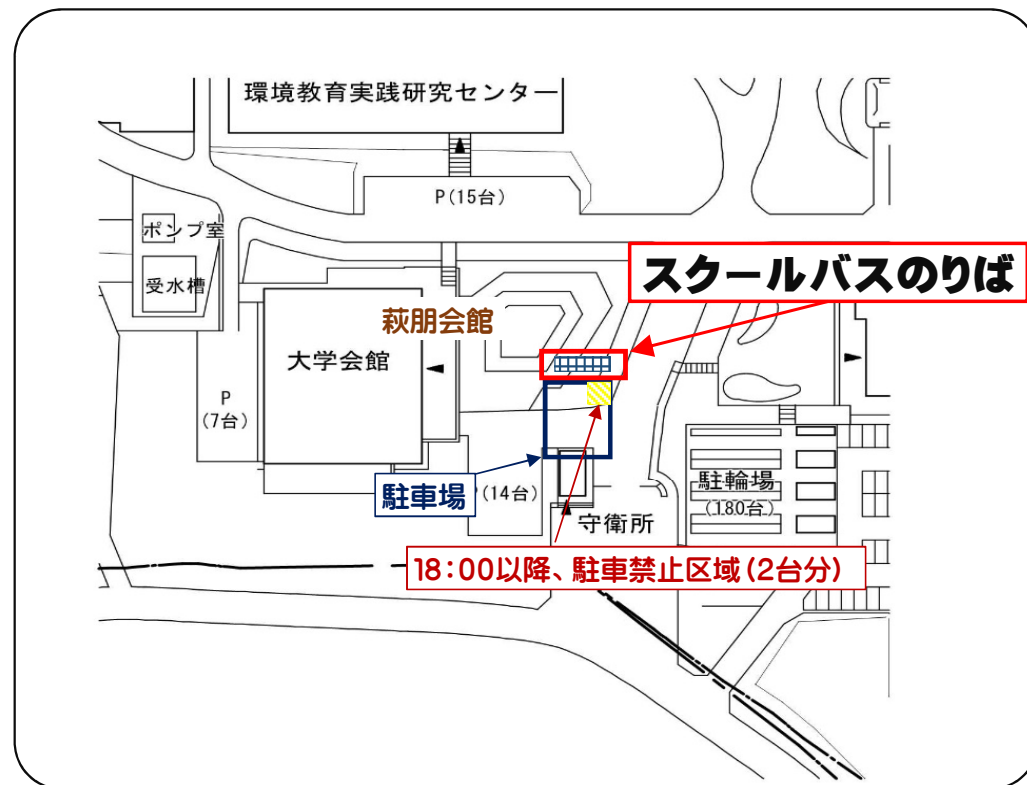 環境教育実践研究センター
P(15台)
ポンプ室
受水槽
スクールバスのりば
萩朋会館
大学会館
P
(7台)
駐車場
(14台)
駐輪場
(180台)
守衛所
18:00以降、駐車禁止区域(2台分)